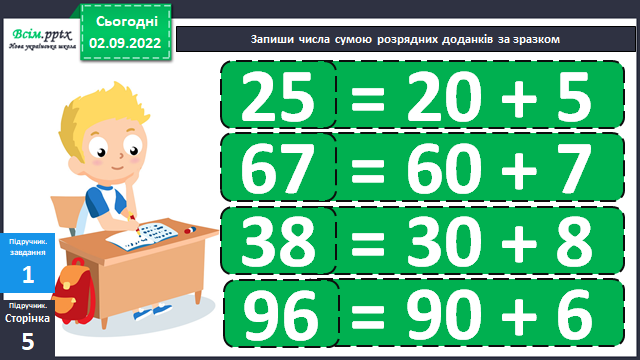 Всім.pptx
Нова українська школа
Сьогодні
02.09.2022
Запиши числа сумою розрядних доданків за зразком
25 = 20 + 5
67 = 60 + 7
38 = 30 + 8
96 = 90 + 6
Підручник.
завдання
1
Підручник.
Сторінка
5